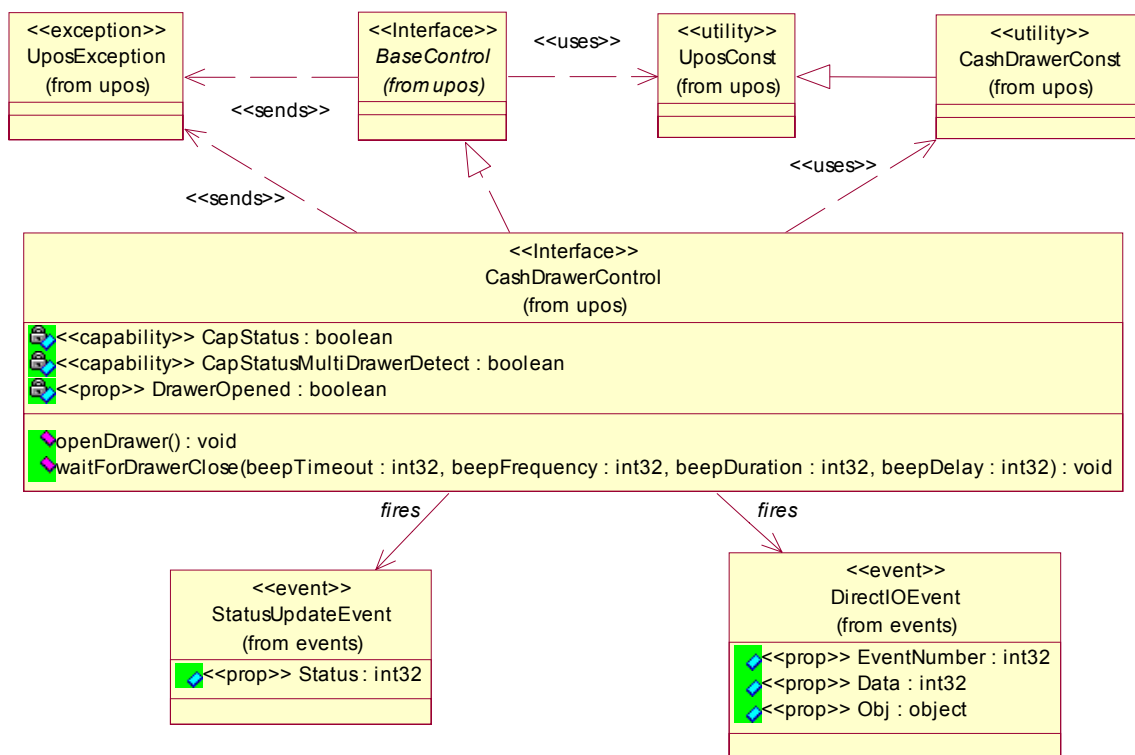 <<exception>>
UposException
(from upos)
<<Interface>>
BaseControl
(from upos)
<<uses>>
<<utility>>
UposConst
(from upos)
<<utility>>
CashDrawerConst
(from upos)
<<sends>>
<<sends>>
<<uses>>
<<Interface>>
CashDrawerControl
(from upos)
<<capability>> CapStatus : boolean
<<capability>> CapStatusMultiDrawerDetect : boolean
<<prop>> DrawerOpened : boolean
openDrawer() : void
waitForDrawerClose(beepTimeout : int32, beepFrequency : int32, beepDuration : int32, beepDelay : int32) : void
fires
fires
<<event>>
StatusUpdateEvent
(from events)
<<prop>> Status : int32
<<event>>
DirectIOEvent
(from events)
<<prop>> EventNumber : int32
<<prop>> Data : int32
<<prop>> Obj : object